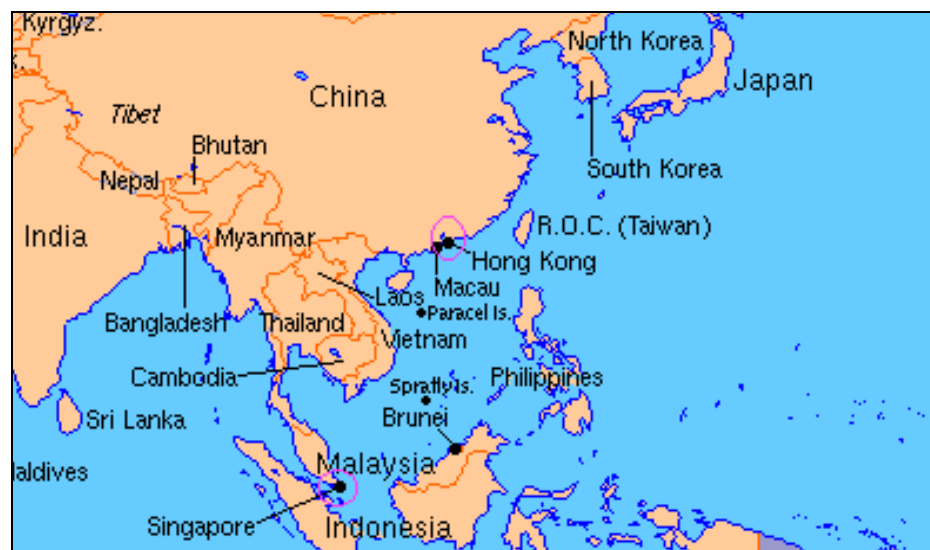 Kyrgyz.
North Korea
Japan
China
Tibet
Bhutan
South Korea
Nepal
R.O.C. (Taiwan)
India
Myanmar
Hong Kong
Macau
Laos
Paracel Is.
Bangladesh
Thailand
Vietnam
Cambodia
Spratly Is.
Philippines
Brunei
Sri Lanka
Malaysia
aldives
Singapore
Indonesia